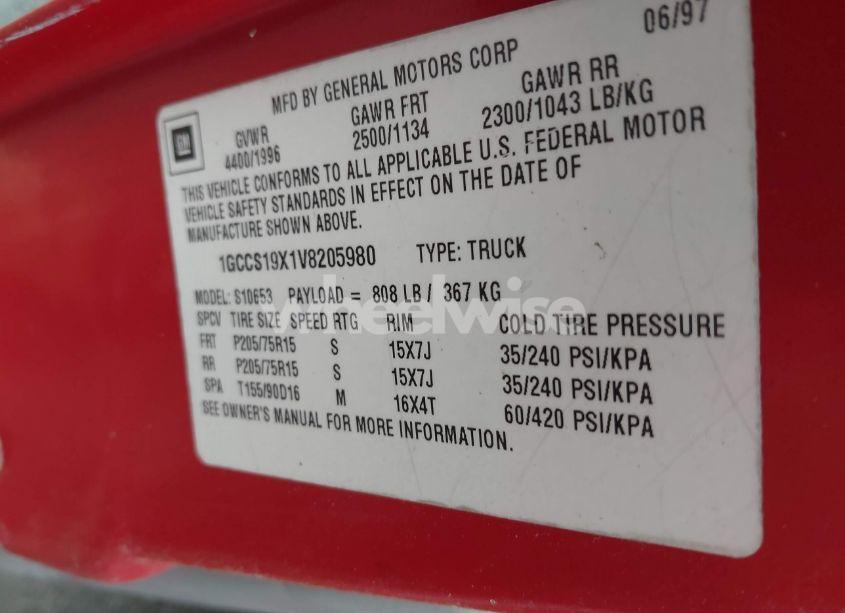 06/97
MFD BY GENERAL MOTORS CORP
GVWR GAWR FRT GAWR RR
4400/1996 2500/1134 2300/1043 LB/KG
THIS VEHICLE CONFORMS TO ALL APPLICABLE U.S. FEDERAL MOTOR
VEHICLE SAFETY STANDARDS IN EFFECT ON THE DATE OF
MANUFACTURE SHOWN ABOVE.
1GCCS19X1V8205980 TYPE: TRUCK
MODEL: S10653 PAYLOAD = 808 LB / 367 KG
SPCV TIRE SIZE SPEED RTG RIM COLD TIRE PRESSURE
FRT P205/75R15 S 15X7J 35/240 PSI/KPA
RR P205/75R15 S 15X7J 35/240 PSI/KPA
SPA T155/90D16 M 16X4T 60/420 PSI/KPA
SEE OWNER'S MANUAL FOR MORE INFORMATION.
GM
wheelwise